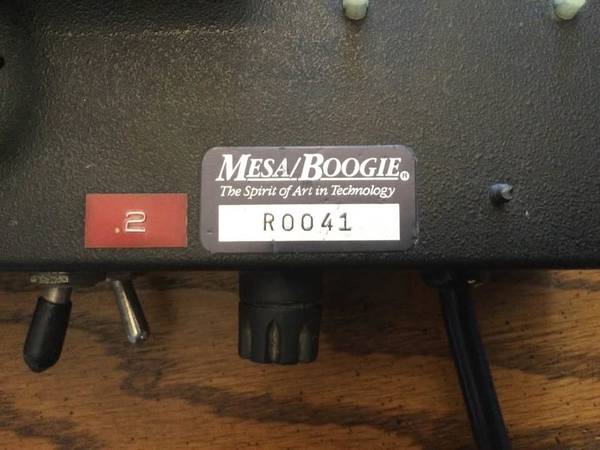 MESA/BOOGIE®
The Spirit of Art in Technology
R0041
.2